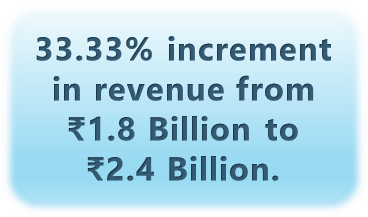 33.33% increment
in revenue from
₹1.8 Billion to
₹2.4 Billion.